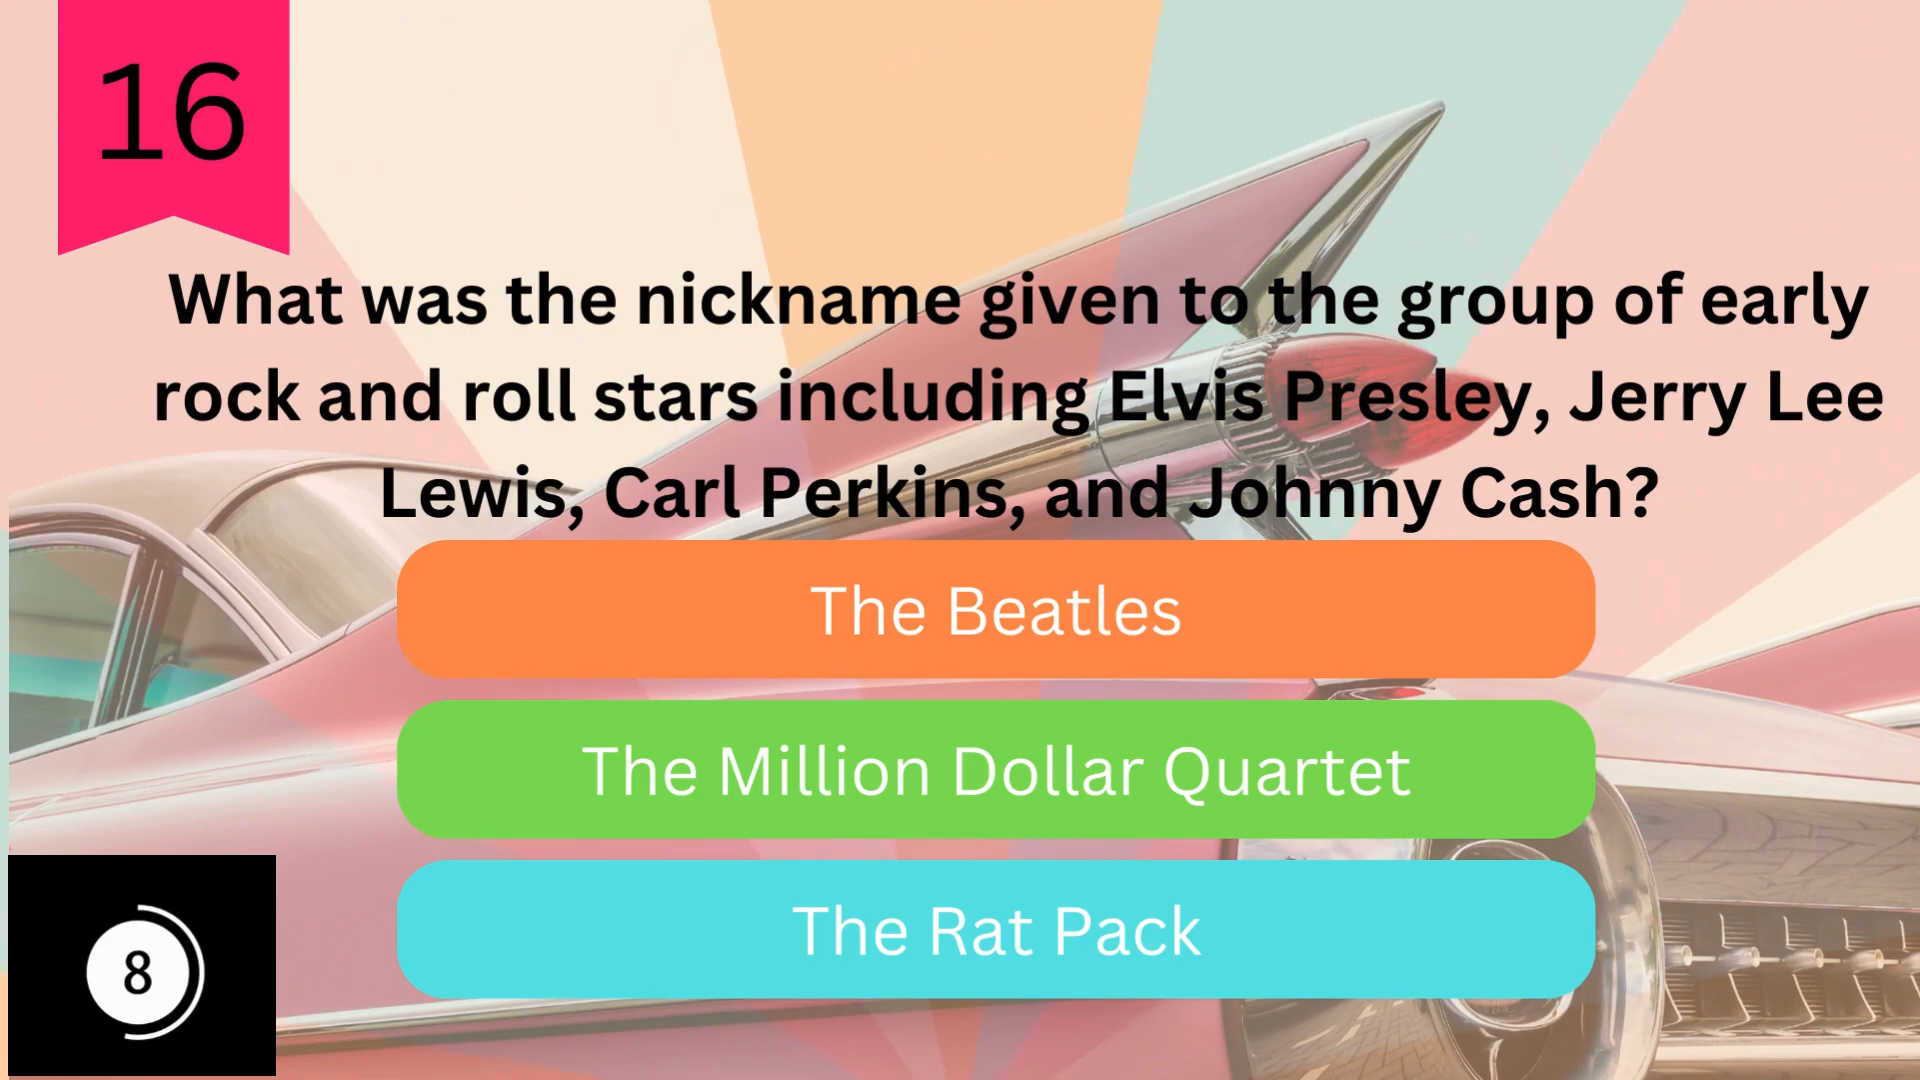 16
What was the nickname given to the group of early
rock and roll stars including Elvis Presley, Jerry Lee
Lewis, Carl Perkins, and Johnny Cash?
The Beatles
The Million Dollar Quartet
The Rat Pack
8